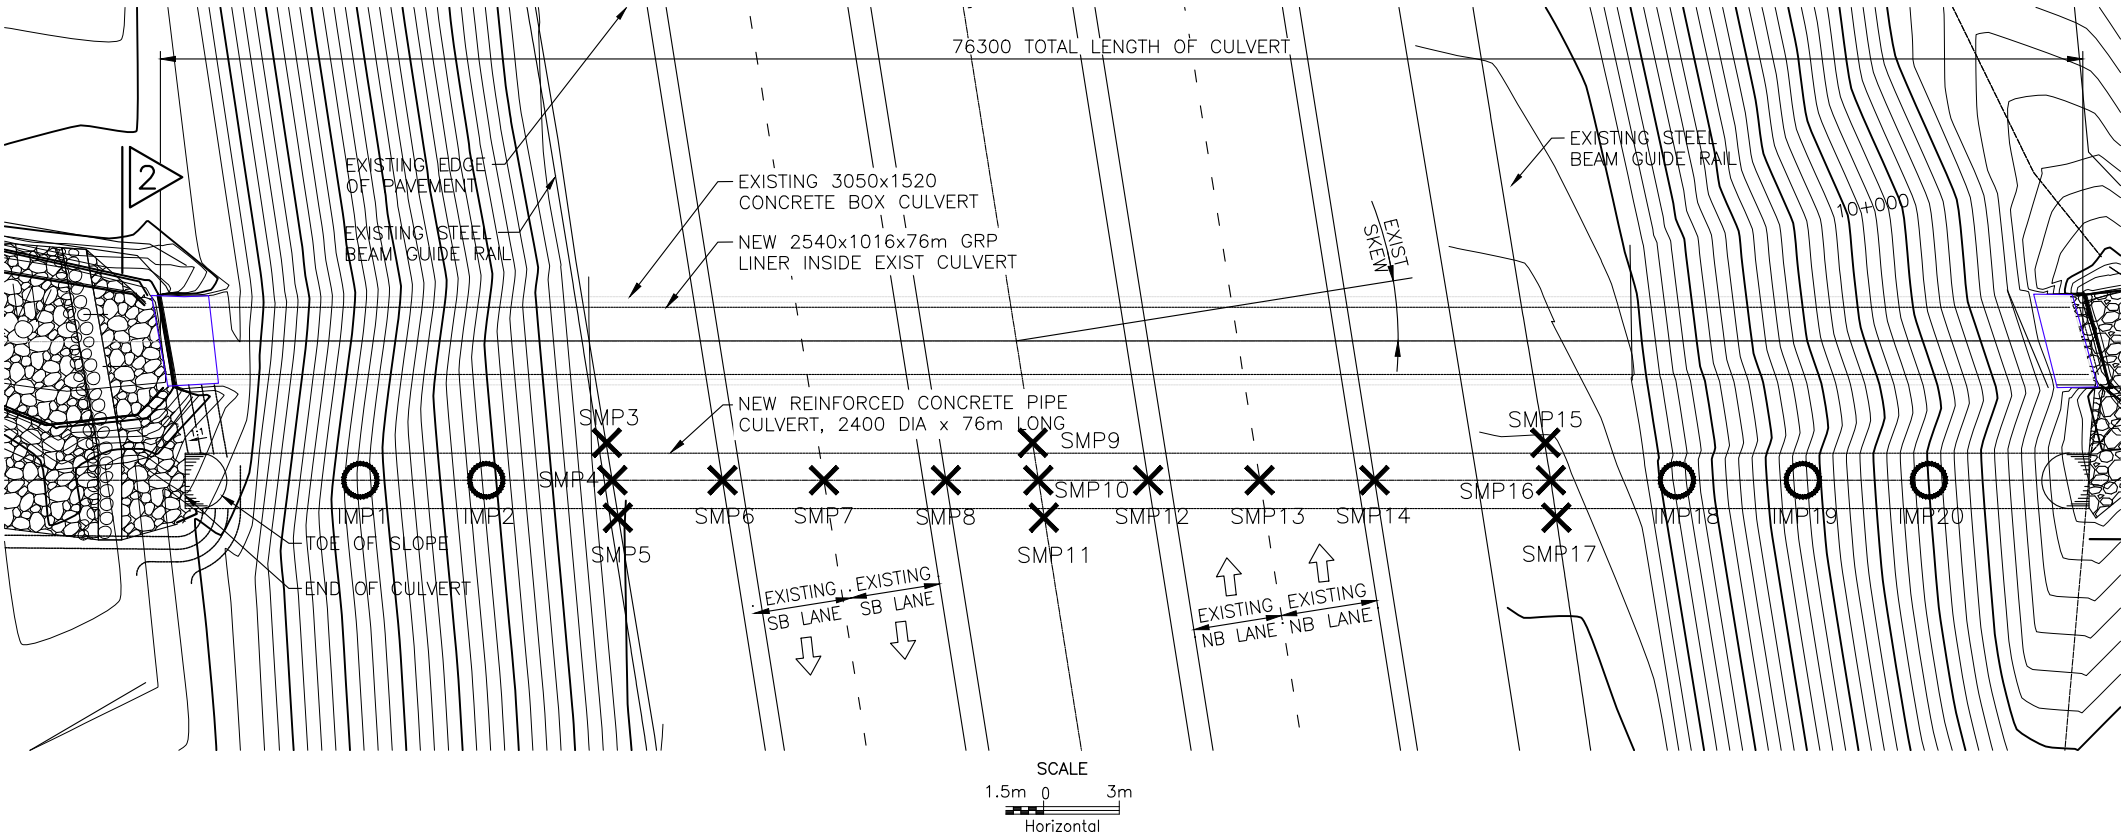 76300 TOTAL LENGTH OF CULVERT
EXISTING EDGE
OF PAVEMENT
2
EXISTING STEEL
BEAM GUIDE RAIL
EXISTING 3050x1520
CONCRETE BOX CULVERT
NEW 2540x1016x76m GRP
LINER INSIDE EXIST CULVERT
EXIST
SKEW
EXISTING STEEL
BEAM GUIDE RAIL
10+000
NEW REINFORCED CONCRETE PIPE
CULVERT, 2400 DIA x 76m LONG
1:1
SMP3
SMP9
SMP15
SMP4
SMP10
SMP16
IMP1
IMP2
SMP6
SMP7
SMP8
SMP12
SMP13
SMP14
IMP18
IMP19
IMP20
SMP5
SMP11
SMP17
TOE OF SLOPE
END OF CULVERT
EXISTING
SB LANE
EXISTING
SB LANE
EXISTING
NB LANE
EXISTING
NB LANE
SCALE
1.5m 0 3m
Horizontal